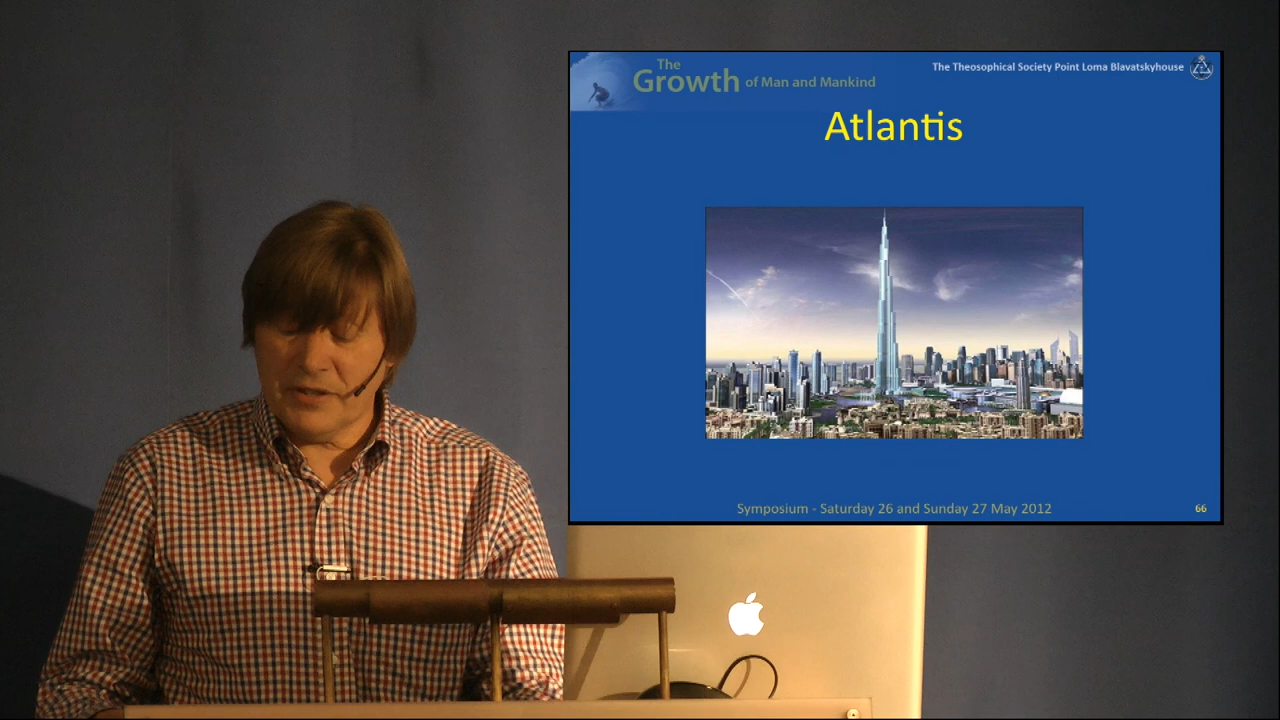 The
Growth of Man and Mankind
The Theosophical Society Point Loma Blavatskyhouse
Atlantis
Symposium - Saturday 26 and Sunday 27 May 2012
66